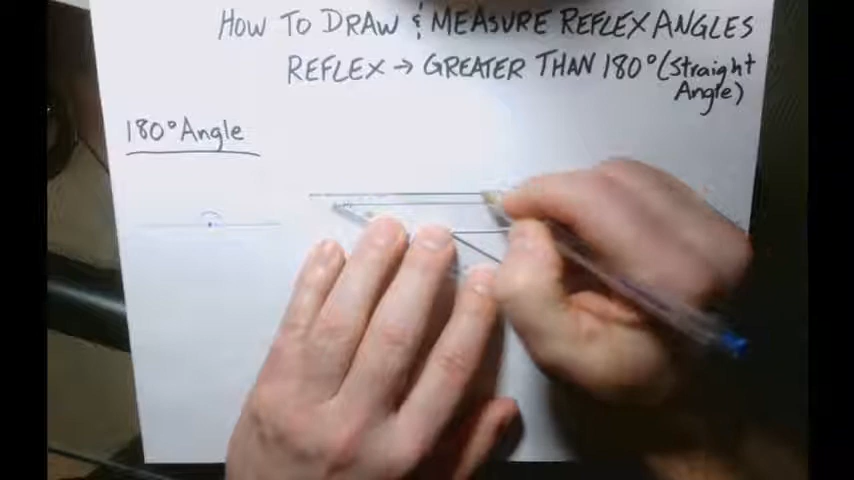 HOW TO DRAW & MEASURE REFLEX ANGLES
REFLEX → GREATER THAN 180° (Straight
Angle)
180° Angle